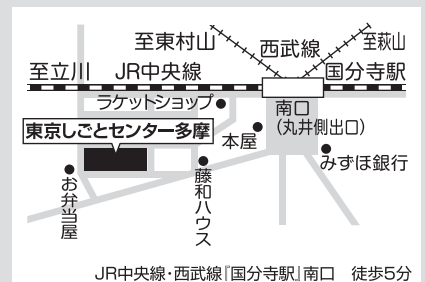 至東村山
西武線
至萩山
至立川
JR中央線
国分寺駅
ラケットショップ
南口
(丸井側出口)
東京しごとセンター多摩
本屋
みずほ銀行
お弁当屋
藤和ハウス
JR中央線・西武線『国分寺駅』南口 徒歩5分